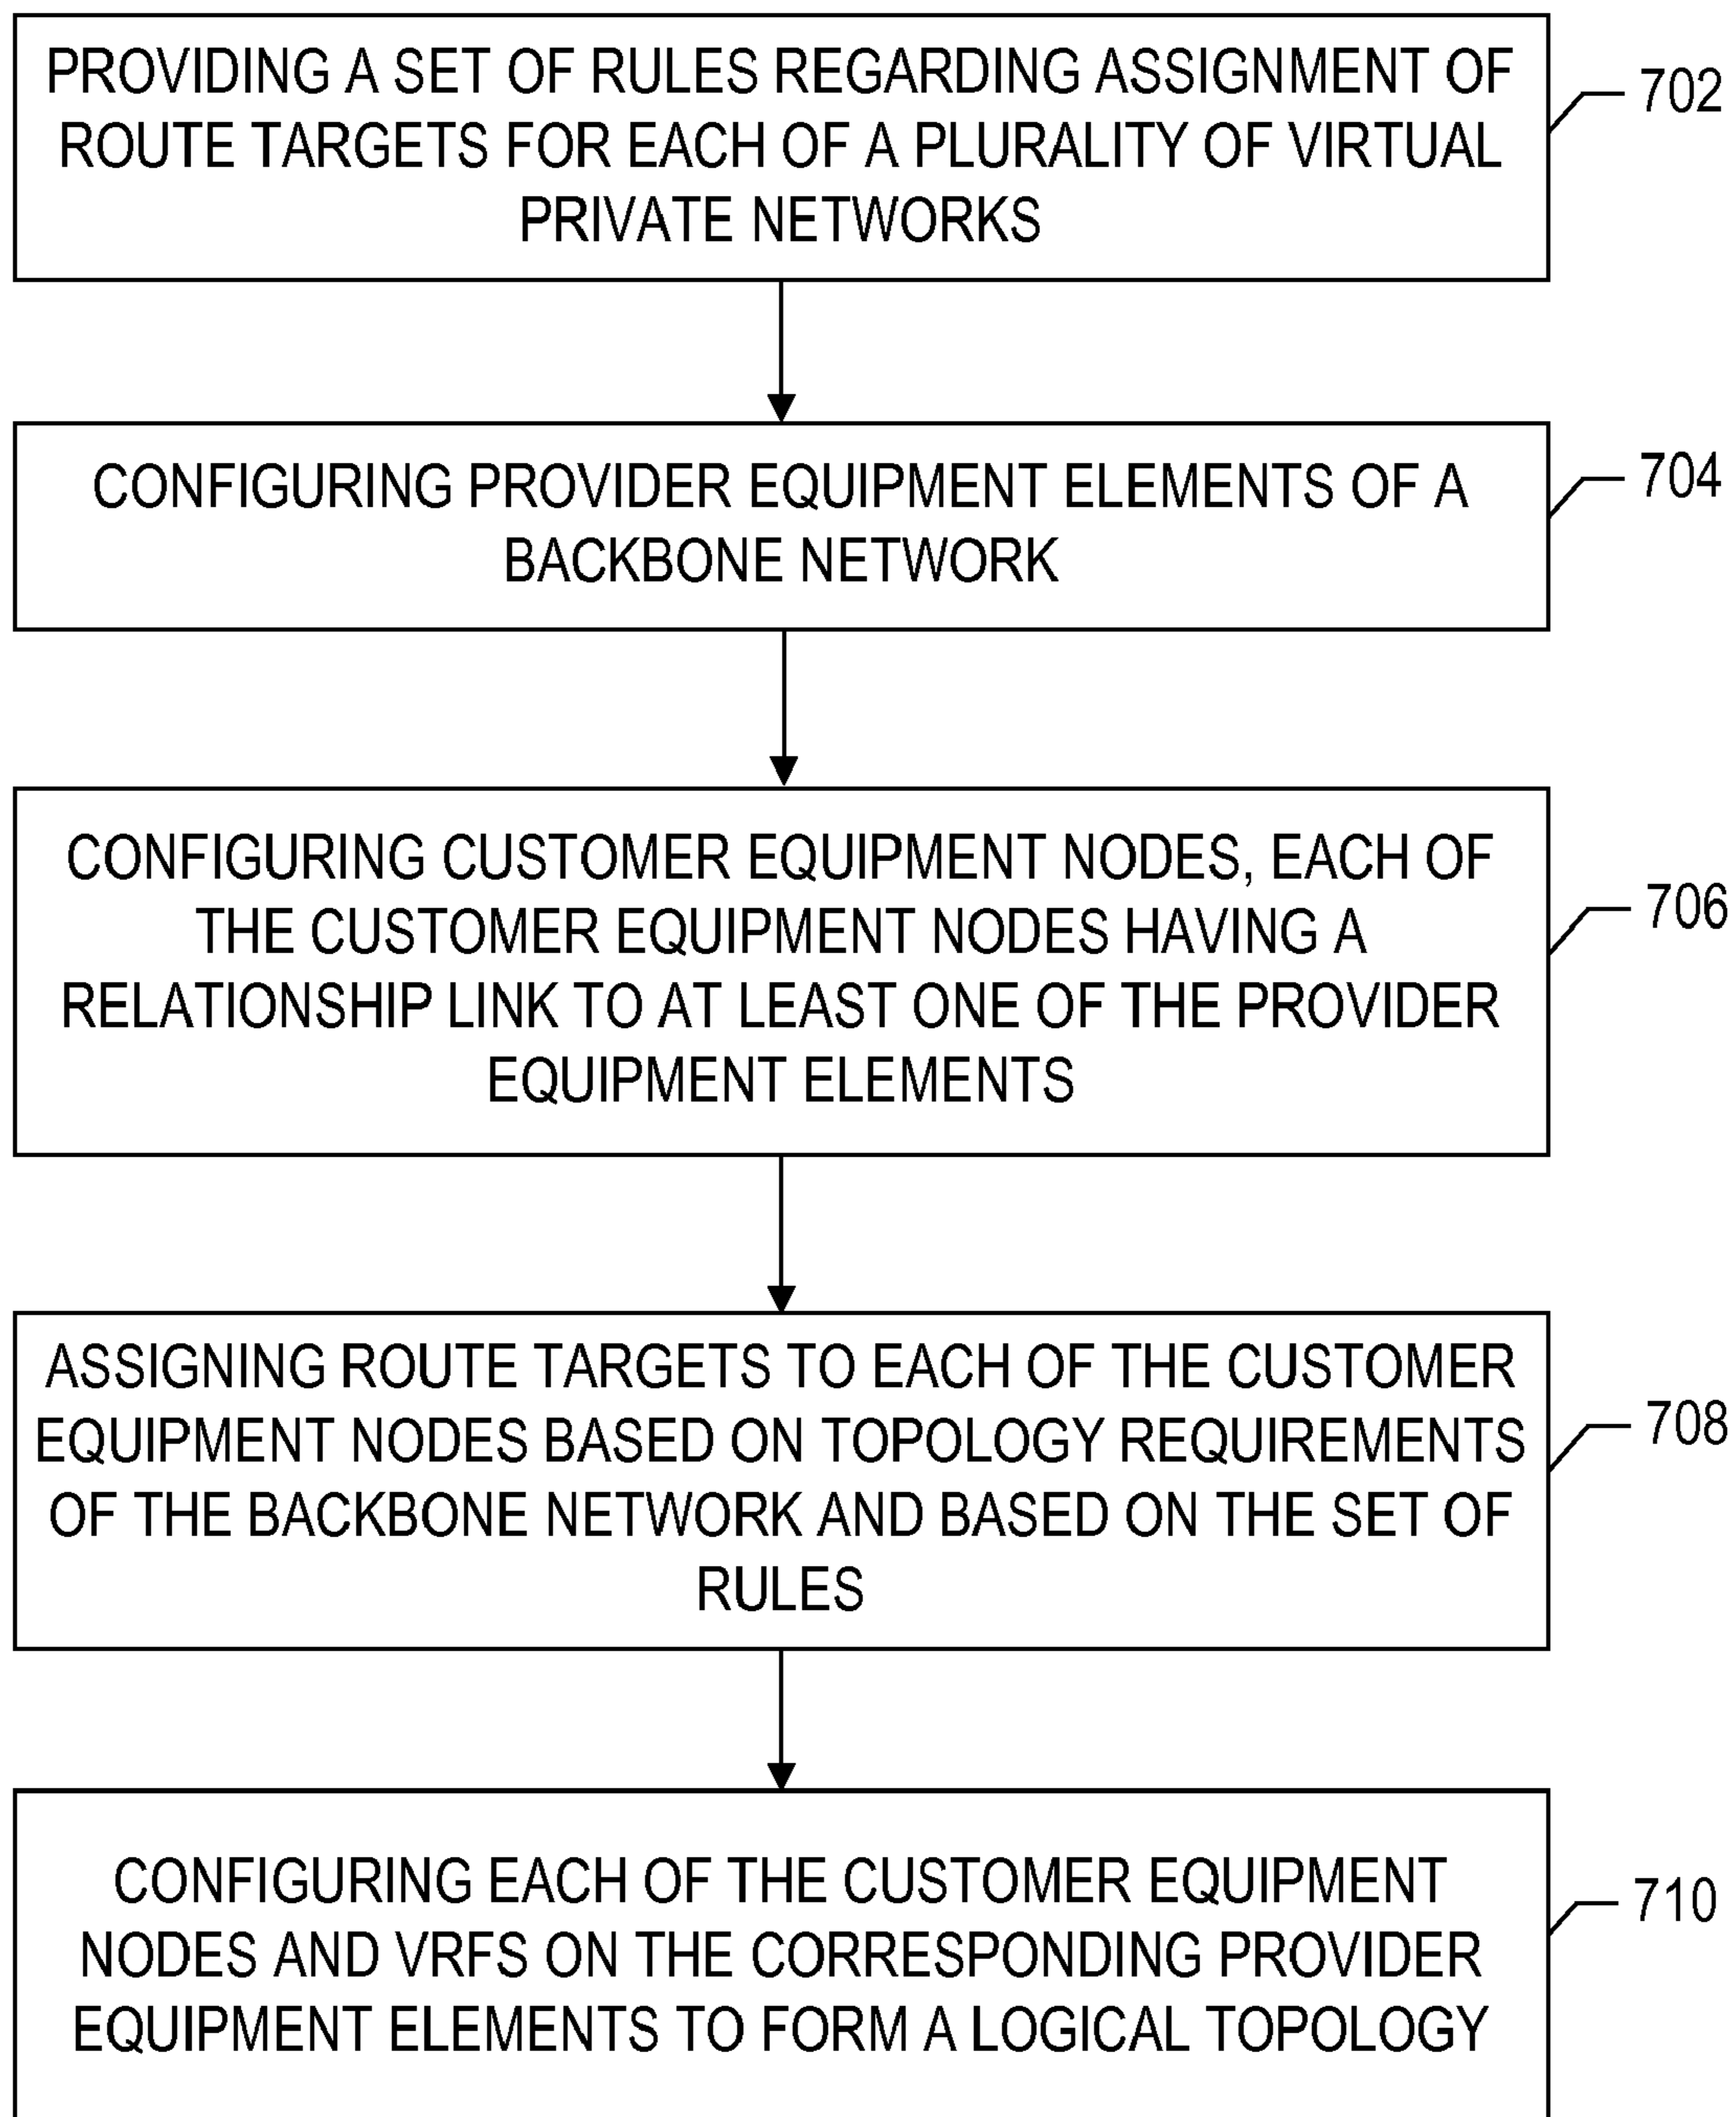 PROVIDING A SET OF RULES REGARDING ASSIGNMENT OF
ROUTE TARGETS FOR EACH OF A PLURALITY OF VIRTUAL
PRIVATE NETWORKS
702
CONFIGURING PROVIDER EQUIPMENT ELEMENTS OF A
BACKBONE NETWORK
704
CONFIGURING CUSTOMER EQUIPMENT NODES, EACH OF
THE CUSTOMER EQUIPMENT NODES HAVING A
RELATIONSHIP LINK TO AT LEAST ONE OF THE PROVIDER
EQUIPMENT ELEMENTS
706
ASSIGNING ROUTE TARGETS TO EACH OF THE CUSTOMER
EQUIPMENT NODES BASED ON TOPOLOGY REQUIREMENTS
OF THE BACKBONE NETWORK AND BASED ON THE SET OF
RULES
708
CONFIGURING EACH OF THE CUSTOMER EQUIPMENT
NODES AND VRFS ON THE CORRESPONDING PROVIDER
EQUIPMENT ELEMENTS TO FORM A LOGICAL TOPOLOGY
710